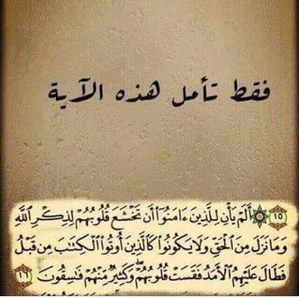 فقط تأمل هذه الآية
١٥ ۞ أَلَمْ يَأْنِ لِلَّذِينَ ءَامَنُوٓا۟ أَن تَخْشَعَ قُلُوبُهُمْ لِذِكْرِ ٱللَّهِ
وَمَا نَزَلَ مِنَ ٱلْحَقِّ وَلَا يَكُونُوا۟ كَٱلَّذِينَ أُوتُوا۟ ٱلْكِتَٰبَ مِن قَبْلُ
فَطَالَ عَلَيْهِمُ ٱلْأَمَدُ فَقَسَتْ قُلُوبُهُمْ ۖ وَكَثِيرٌ مِّنْهُمْ فَٰسِقُونَ ١٦